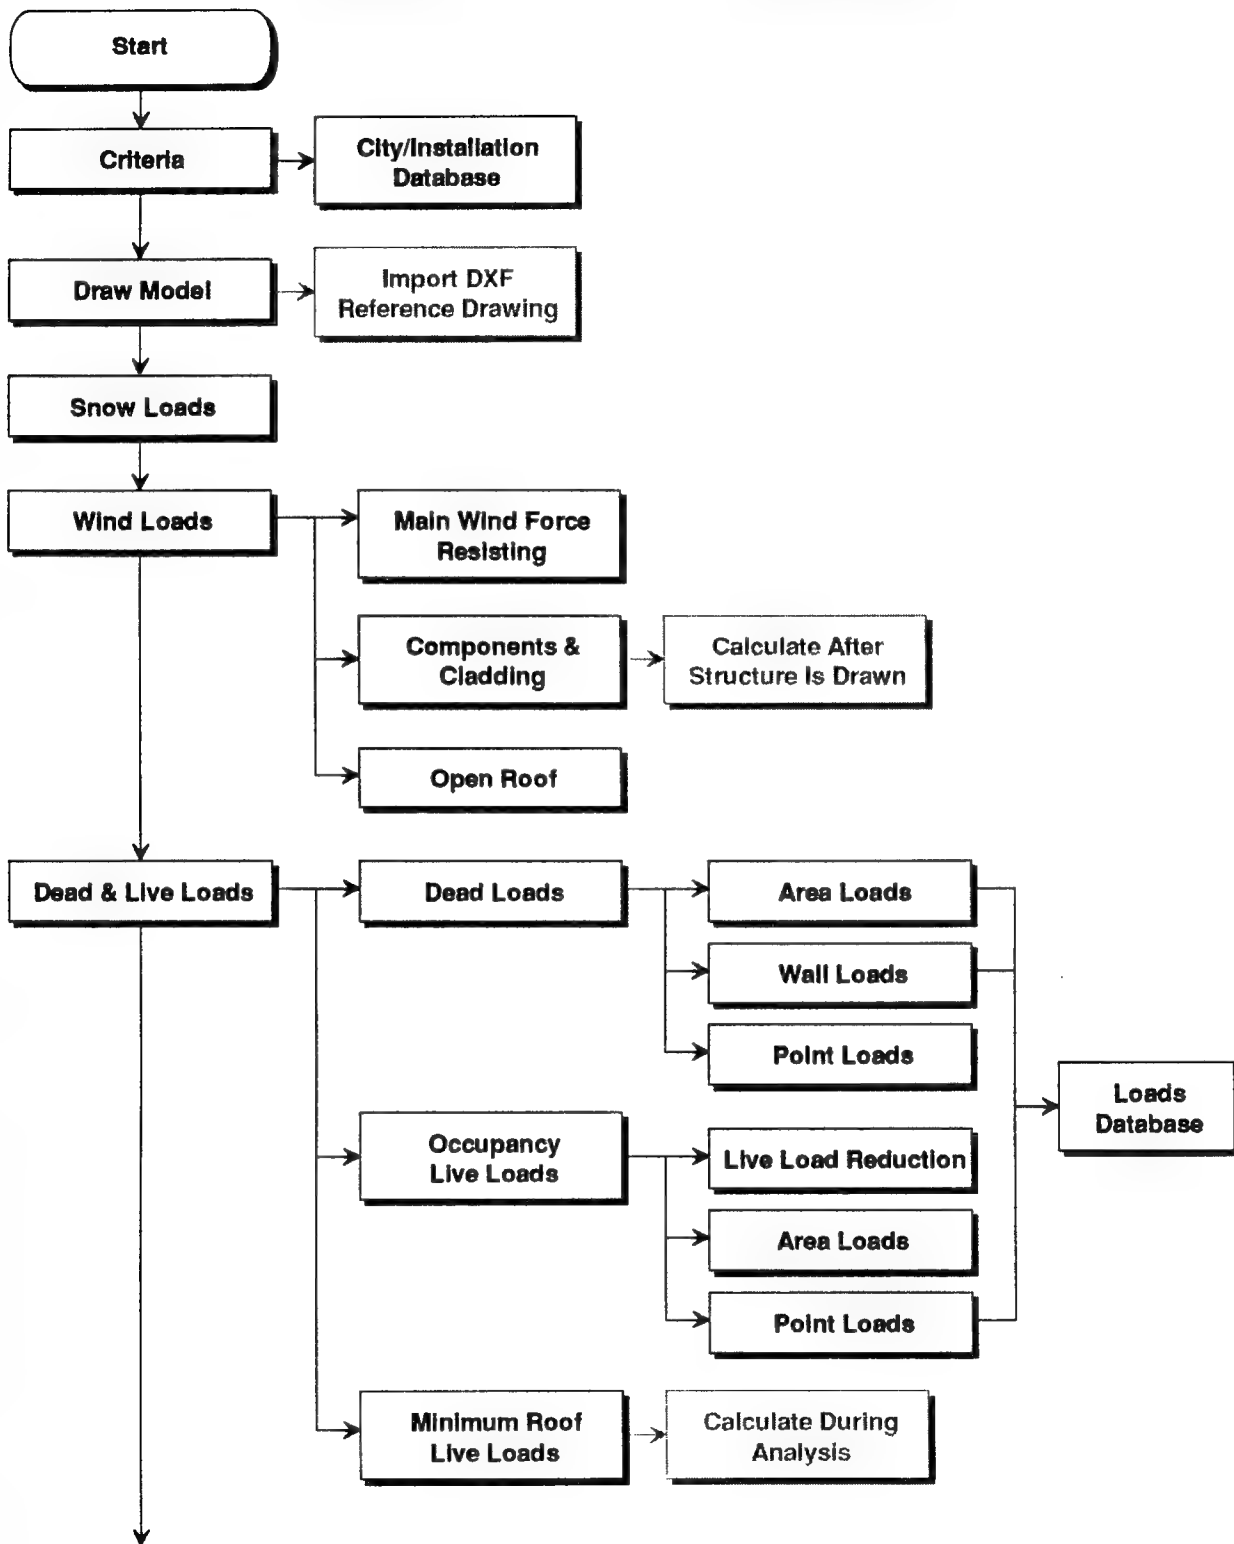 Start
Criteria
City/Installation
Database
Draw Model
Import DXF
Reference Drawing
Snow Loads
Wind Loads
Main Wind Force
Resisting
Components &
Cladding
Calculate After
Structure Is Drawn
Open Roof
Dead & Live Loads
Dead Loads
Area Loads
Wall Loads
Point Loads
Loads
Database
Occupancy
Live Loads
Live Load Reduction
Area Loads
Point Loads
Minimum Roof
Live Loads
Calculate During
Analysis